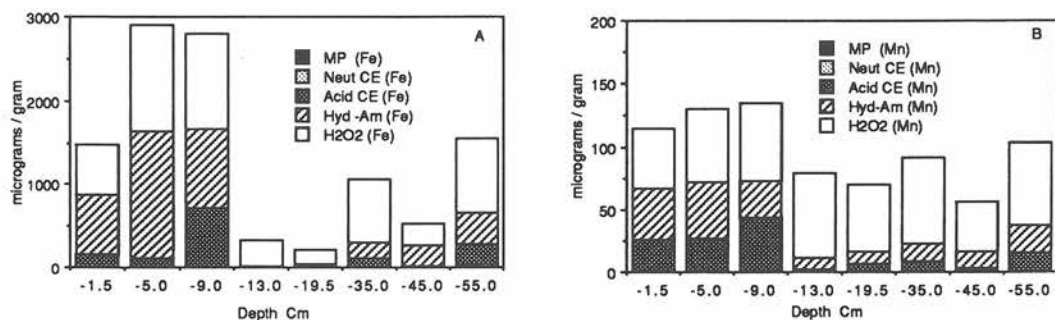 A
3000
2000
1000
0
micrograms / gram
MP (Fe)
Neut CE (Fe)
Acid CE (Fe)
Hyd -Am (Fe)
H2O2 (Fe)
-1.5 -5.0 -9.0 -13.0 -19.5 -35.0 -45.0 -55.0
Depth Cm
B
200
150
100
50
0
micrograms / gram
MP (Mn)
Neut CE (Mn)
Acid CE (Mn)
Hyd-Am (Mn)
H2O2 (Mn)
-1.5 -5.0 -9.0 -13.0 -19.5 -35.0 -45.0 -55.0
Depth Cm